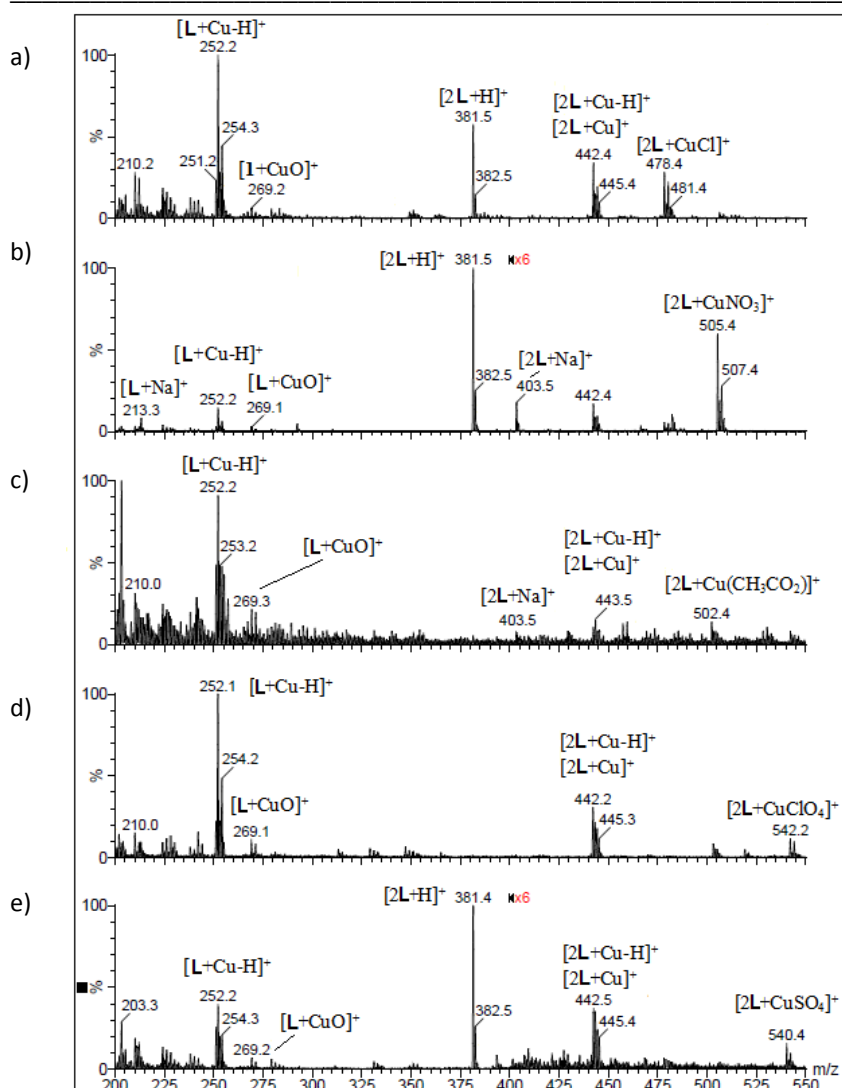 a)
[L+Cu-H]+
252.2
[2L+H]+
381.5
[2L+Cu-H]+
[2L+Cu]+
442.4
[2L+CuCl]+
478.4
100
%
0
210.2
251.2
254.3
[1+CuO]+
269.2
382.5
445.4
481.4
b)
[2L+H]+ 381.5 x6
100
%
0
[L+Na]+
213.3
[L+Cu-H]+
252.2
[L+CuO]+
269.1
382.5
[2L+Na]+
403.5
442.4
[2L+CuNO₃]+
505.4
507.4
c)
[L+Cu-H]+
252.2
100
%
0
210.0
253.2
[L+CuO]+
269.3
[2L+Na]+
403.5
[2L+Cu-H]+
[2L+Cu]+
443.5
[2L+Cu(CH₃CO₂)]+
502.4
d)
252.1 [L+Cu-H]+
100
%
0
210.0
254.2
[L+CuO]+
269.1
[2L+Cu-H]+
[2L+Cu]+
442.2
445.3
[2L+CuClO₄]+
542.2
e)
[2L+H]+ 381.4 x6
100
%
0
203.3
[L+Cu-H]+
252.2
254.3
[L+CuO]+
269.2
382.5
[2L+Cu-H]+
[2L+Cu]+
442.5
445.4
[2L+CuSO₄]+
540.4
200 225 250 275 300 325 350 375 400 425 450 475 500 525 550 m/z